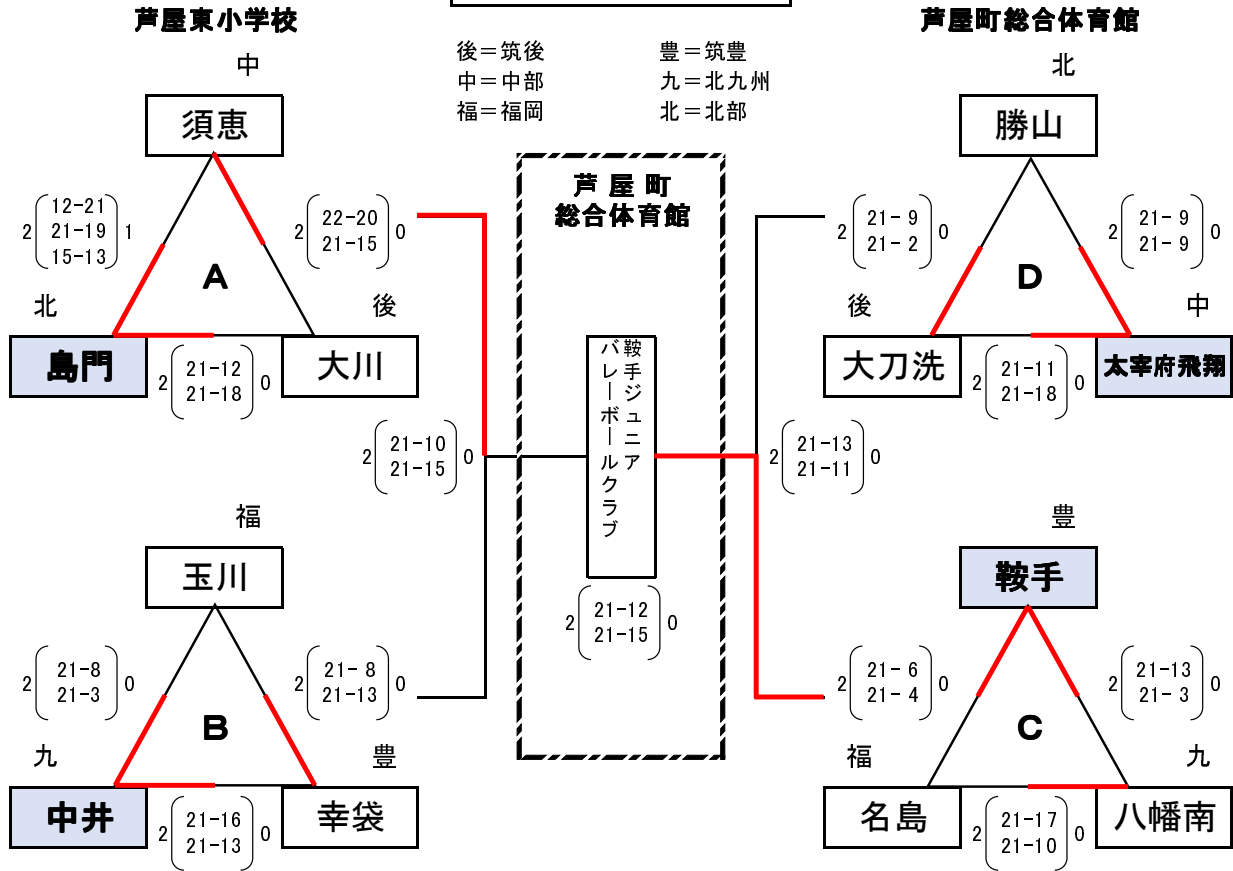 芦屋東小学校
芦屋町総合体育館
後＝筑後
豊＝筑豊
中＝中部
九＝北九州
福＝福岡
北＝北部
中
須恵
2 12-21 1
21-19
15-13
2 22-20 0
21-15
A
北
後
島門
大川
2 21-12 0
21-18
2 21-10 0
21-15
福
玉川
2 21-8 0
21-3
2 21- 8 0
21-13
B
九
豊
中井
幸袋
2 21-16 0
21-13
芦屋町
総合体育館
鞍手ジュニア
バレーボールクラブ
2 21-12 0
21-15
北
勝山
2 21- 9 0
21- 2
2 21- 9 0
21- 9
D
後
中
大刀洗
太宰府飛翔
2 21-11 0
21-18
2 21-13 0
21-11
豊
鞍手
2 21- 6 0
21- 4
2 21-13 0
21- 3
C
福
九
名島
八幡南
2 21-17 0
21-10